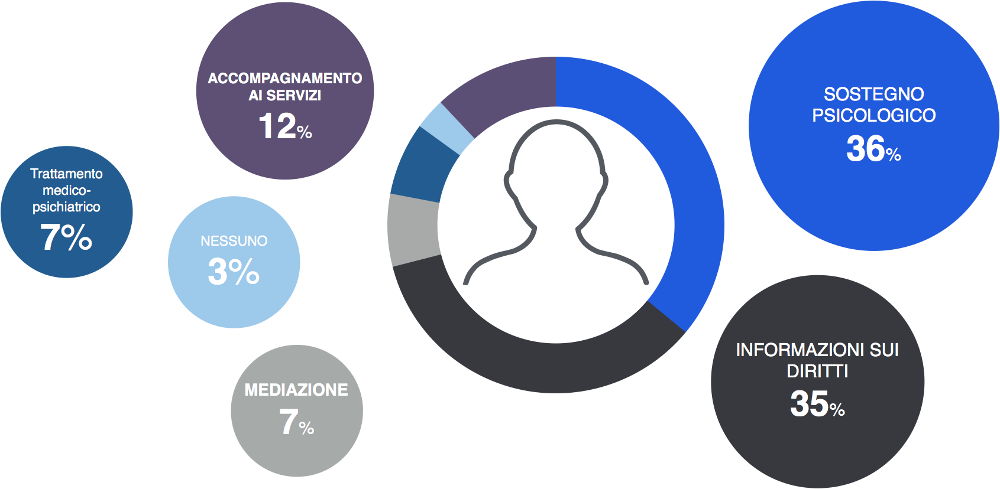 ACCOMPAGNAMENTO
AI SERVIZI
12%
SOSTEGNO
PSICOLOGICO
36%
Trattamento
medico-
psichiatrico
7%
NESSUNO
3%
MEDIAZIONE
7%
INFORMAZIONI SUI
DIRITTI
35%